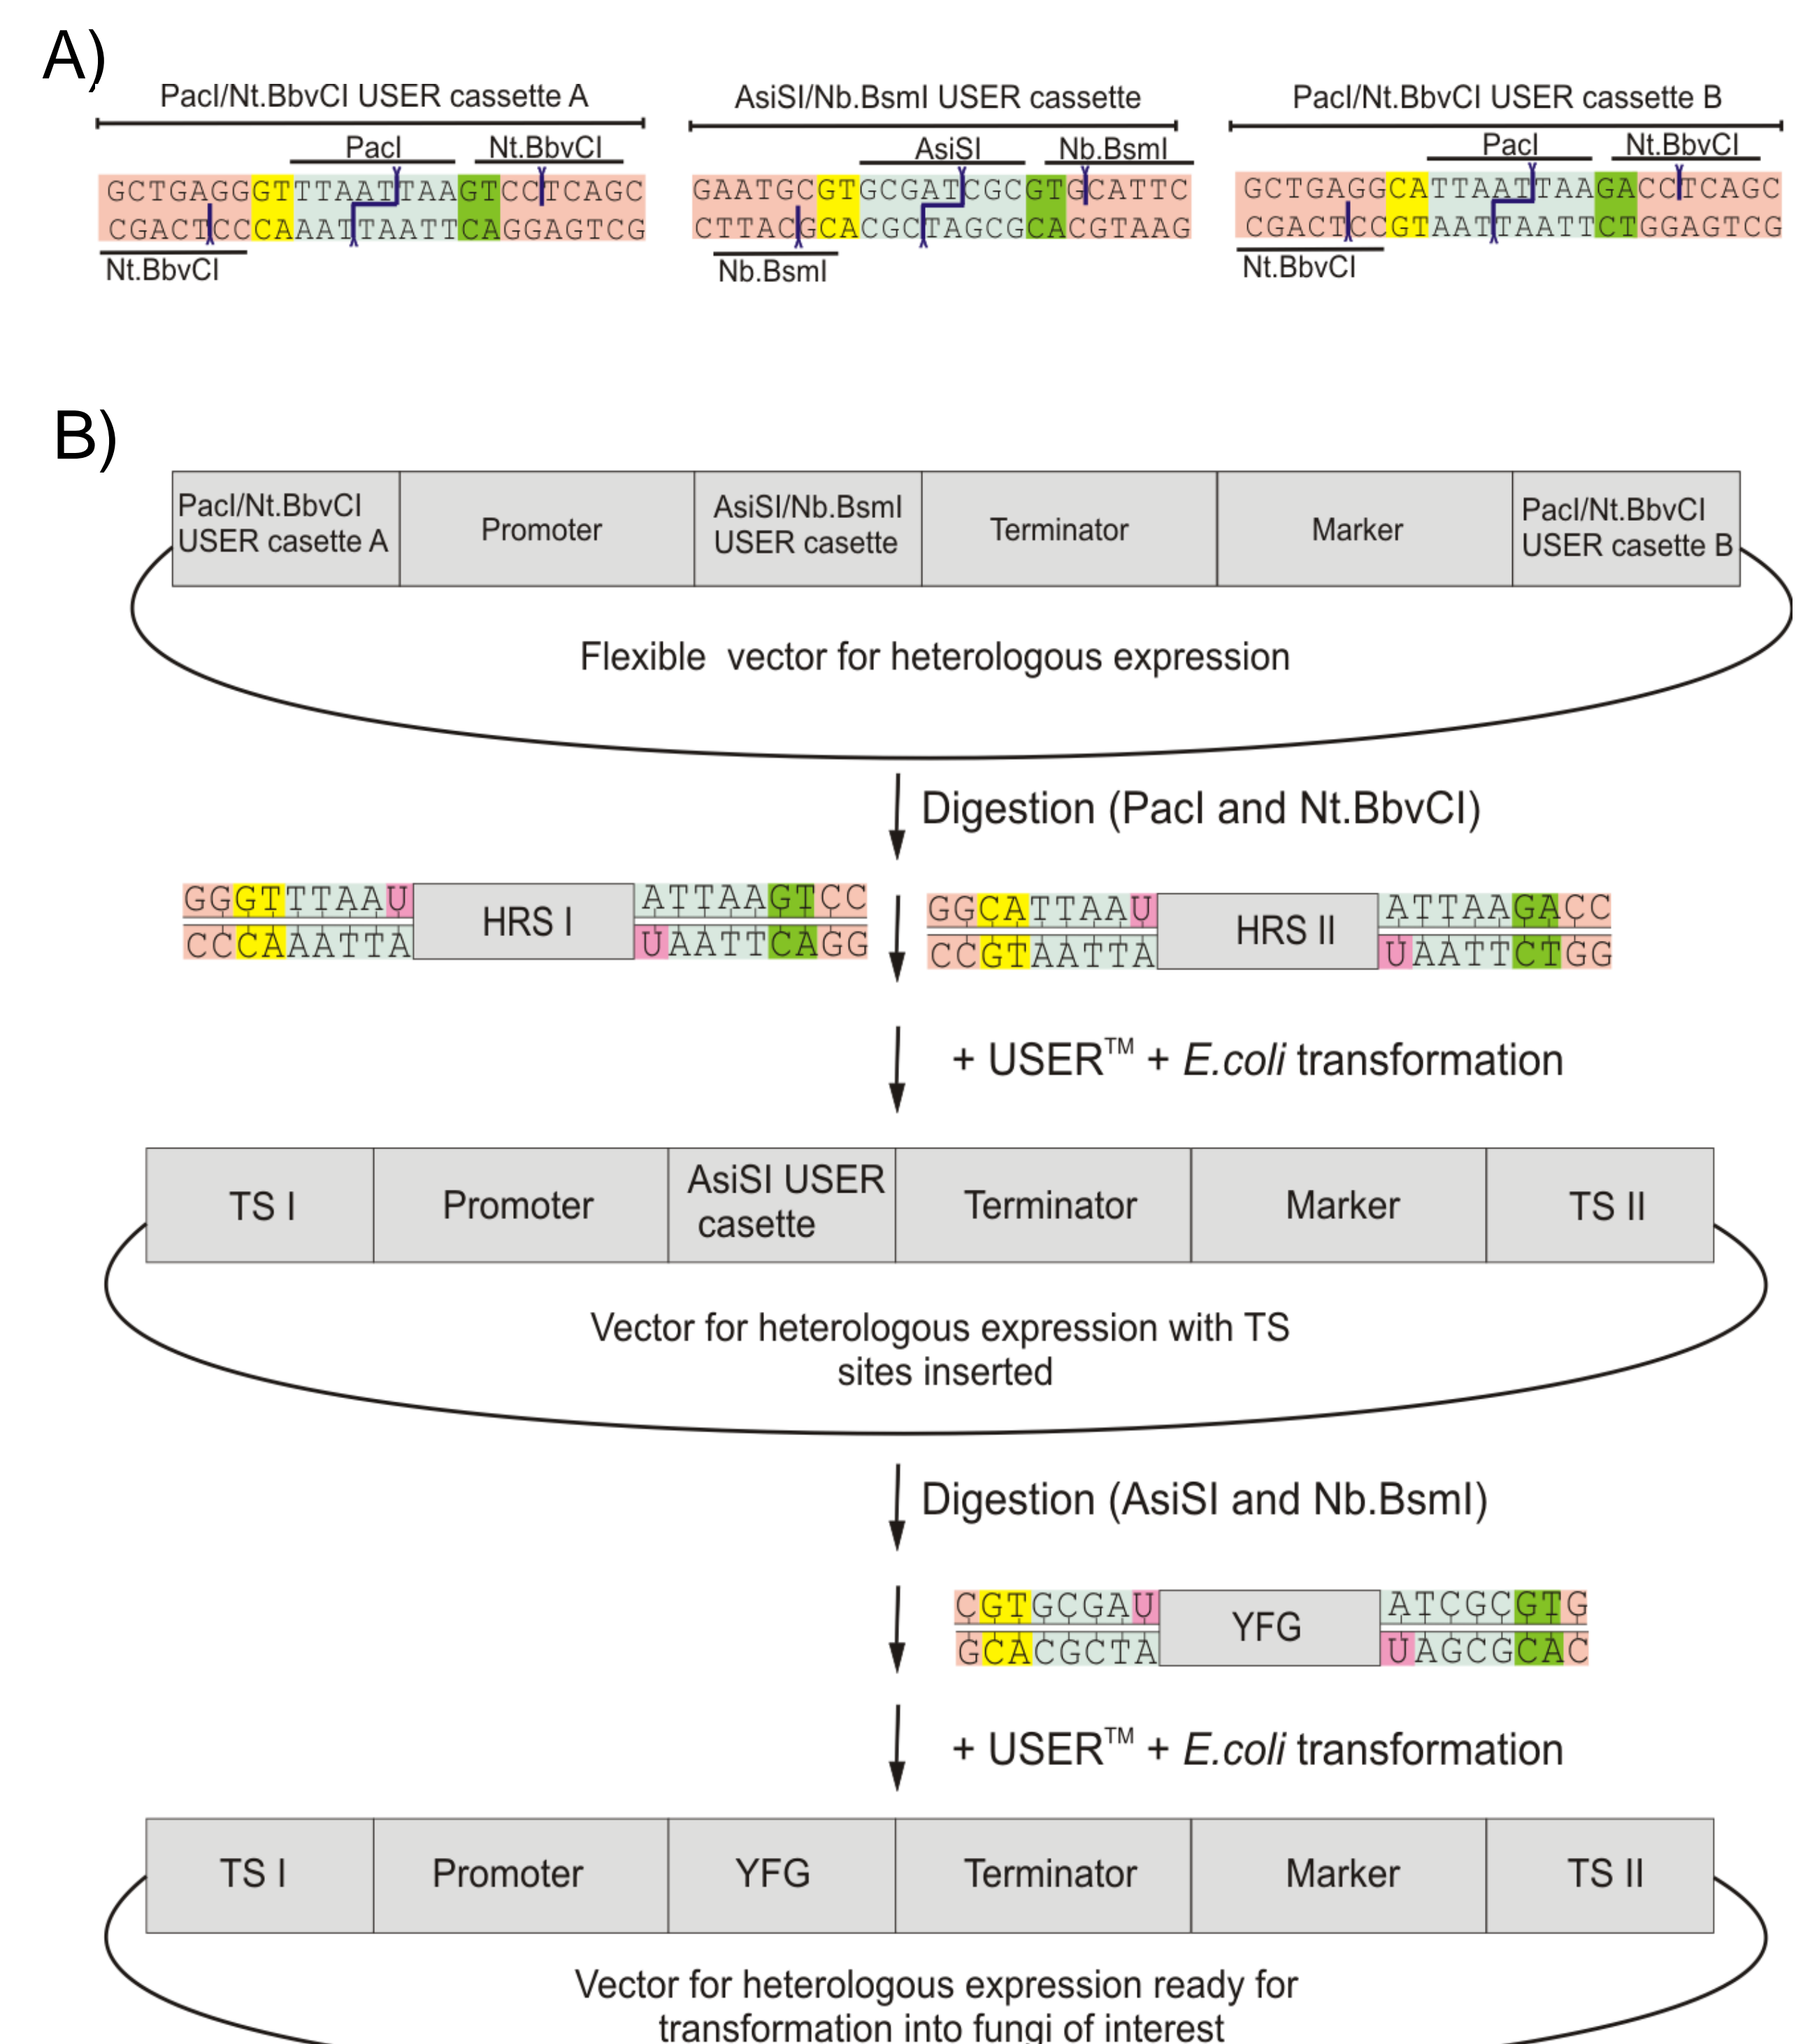 A)
PacI/Nt.BbvCI USER cassette A
AsiSI/Nb.BsmI USER cassette
PacI/Nt.BbvCI USER cassette B
PacI
Nt.BbvCI
AsiSI
Nb.BsmI
PacI
Nt.BbvCI
GCTGAGGGTTTAATTAAGTCCTCAGC
CGACTCCCAAATTAATTCAGGAGTCG
GAATGCGTGCGATCGCGTGCATTC
CTTACGCACGCTAGCGCACGTAAG
GCTGAGGCATTAATTAAGACCTCAGC
CGACTCCGTAATTAATTCTGGAGTCG
Nt.BbvCI
Nb.BsmI
Nt.BbvCI
B)
PacI/Nt.BbvCI
USER casette A
Promoter
AsiSI/Nb.BsmI
USER casette
Terminator
Marker
PacI/Nt.BbvCI
USER casette B
Flexible vector for heterologous expression
Digestion (PacI and Nt.BbvCI)
GGGTTTAAU
CCCAAATTA
HRS I
ATTAAGTCC
UAATTCAGG
GGCATTAAU
CCGTAATTA
HRS II
ATTAAGACC
UAATTCTGG
+ USER™ + E.coli transformation
TS I
Promoter
AsiSI USER
casette
Terminator
Marker
TS II
Vector for heterologous expression with TS
sites inserted
Digestion (AsiSI and Nb.BsmI)
CGTGCGAU
GCACGCTA
YFG
ATCGCGTG
UAGCGCAC
+ USER™ + E.coli transformation
TS I
Promoter
YFG
Terminator
Marker
TS II
Vector for heterologous expression ready for
transformation into fungi of interest